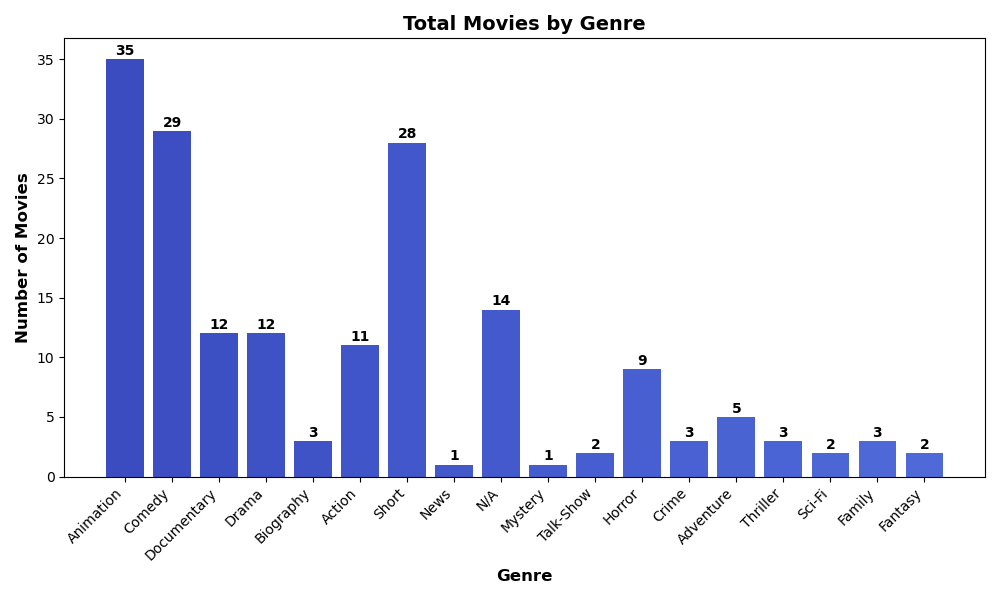 Total Movies by Genre
Number of Movies
35
30
25
20
15
10
5
0
35
29
12
12
3
11
28
1
14
1
2
9
3
5
3
2
3
2
Animation
Comedy
Documentary
Drama
Biography
Action
Short
News
N/A
Mystery
Talk-Show
Horror
Crime
Adventure
Thriller
Sci-Fi
Family
Fantasy
Genre